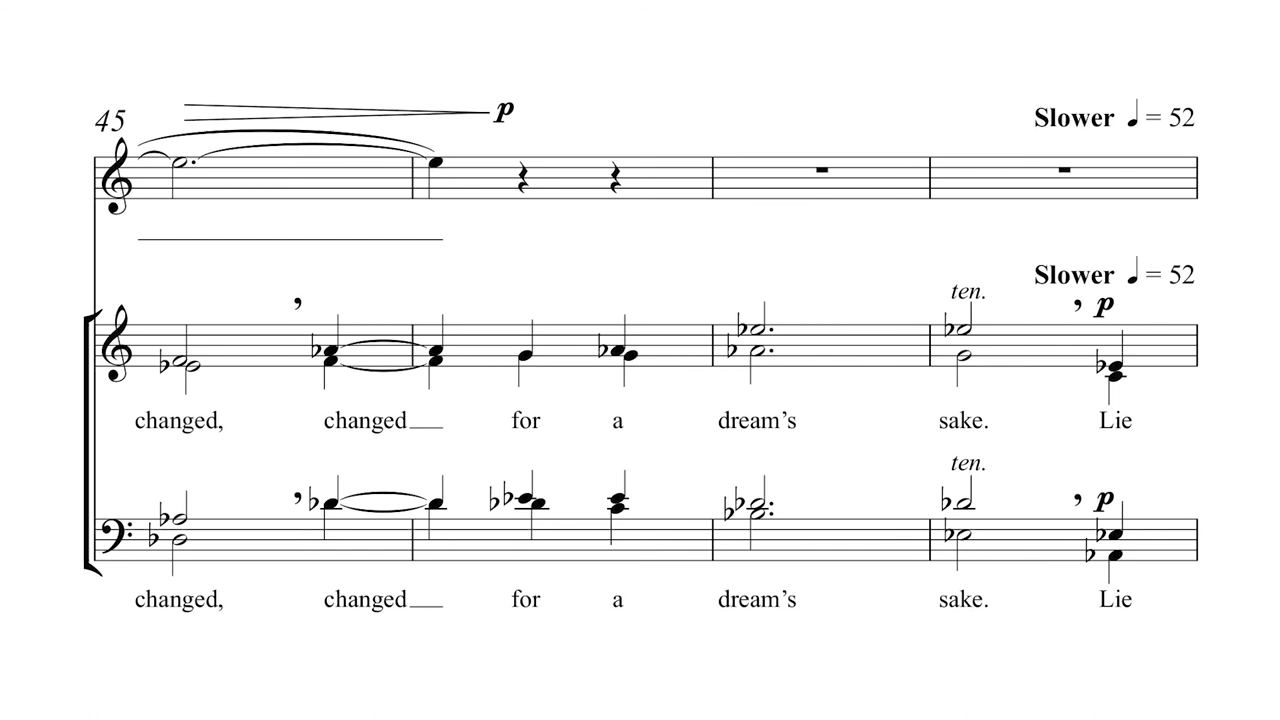 45
p
Slower ♩ = 52
Slower ♩ = 52
ten.
p
changed, changed for a dream’s sake. Lie
ten.
p
changed, changed for a dream’s sake. Lie